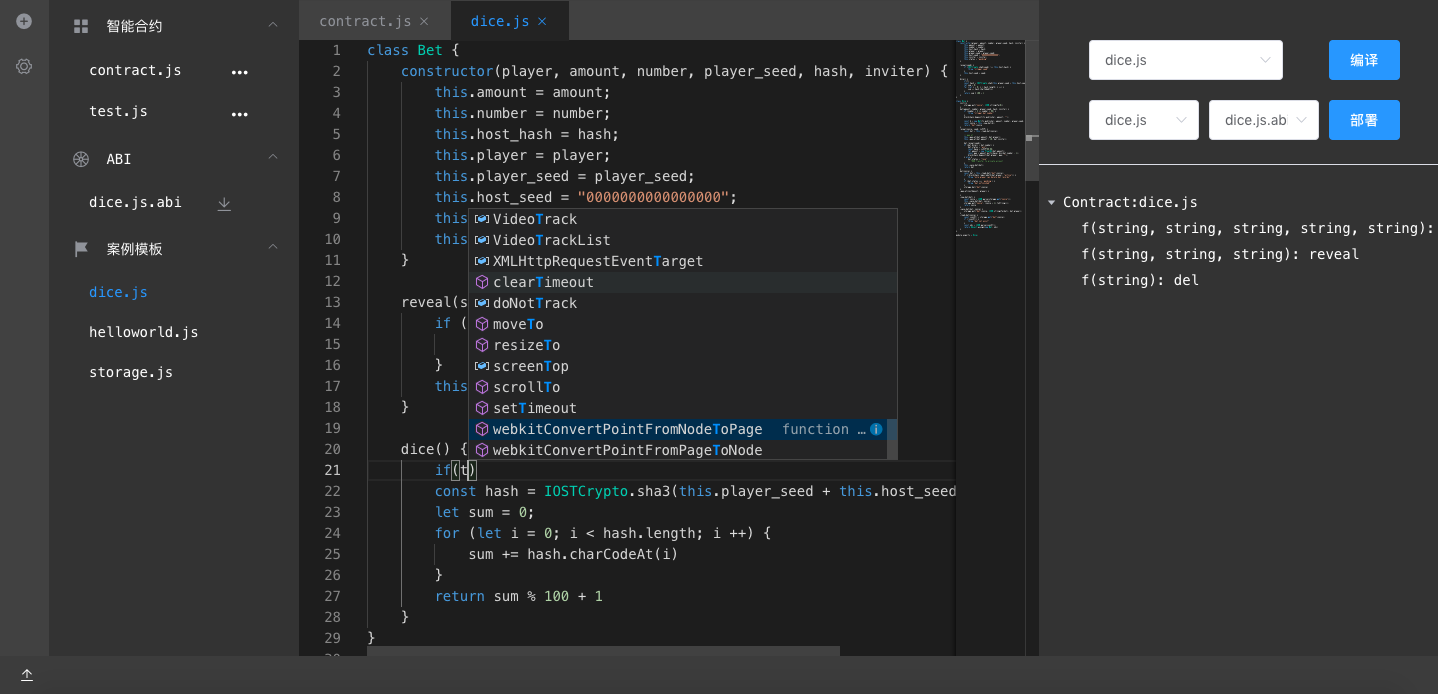 智能合约
contract.js
test.js
ABI
dice.js.abi
案例模板
dice.js
helloworld.js
storage.js
contract.js ×
dice.js ×
1 class Bet {
2 constructor(player, amount, number, player_seed, hash, inviter) {
3 this.amount = amount;
4 this.number = number;
5 this.host_hash = hash;
6 this.player = player;
7 this.player_seed = player_seed;
8 this.host_seed = "0000000000000000";
9 this
10 this
11 }
12
13 reveal(s
14 if (
15
16 }
17 this
18 }
19
20 dice() {
21 if(t)
22 const hash = IOSTCrypto.sha3(this.player_seed + this.host_seed
23 let sum = 0;
24 for (let i = 0; i < hash.length; i ++) {
25 sum += hash.charCodeAt(i)
26 }
27 return sum % 100 + 1
28 }
29 }
VideoTrack
VideoTrackList
XMLHttpRequestEventTarget
clearTimeout
doNotTrack
moveTo
resizeTo
screenTop
scrollTo
setTimeout
webkitConvertPointFromNodeToPage function …
webkitConvertPointFromPageToNode
dice.js
编译
dice.js
dice.js.ab
部署
Contract:dice.js
f(string, string, string, string, string):
f(string, string, string): reveal
f(string): del